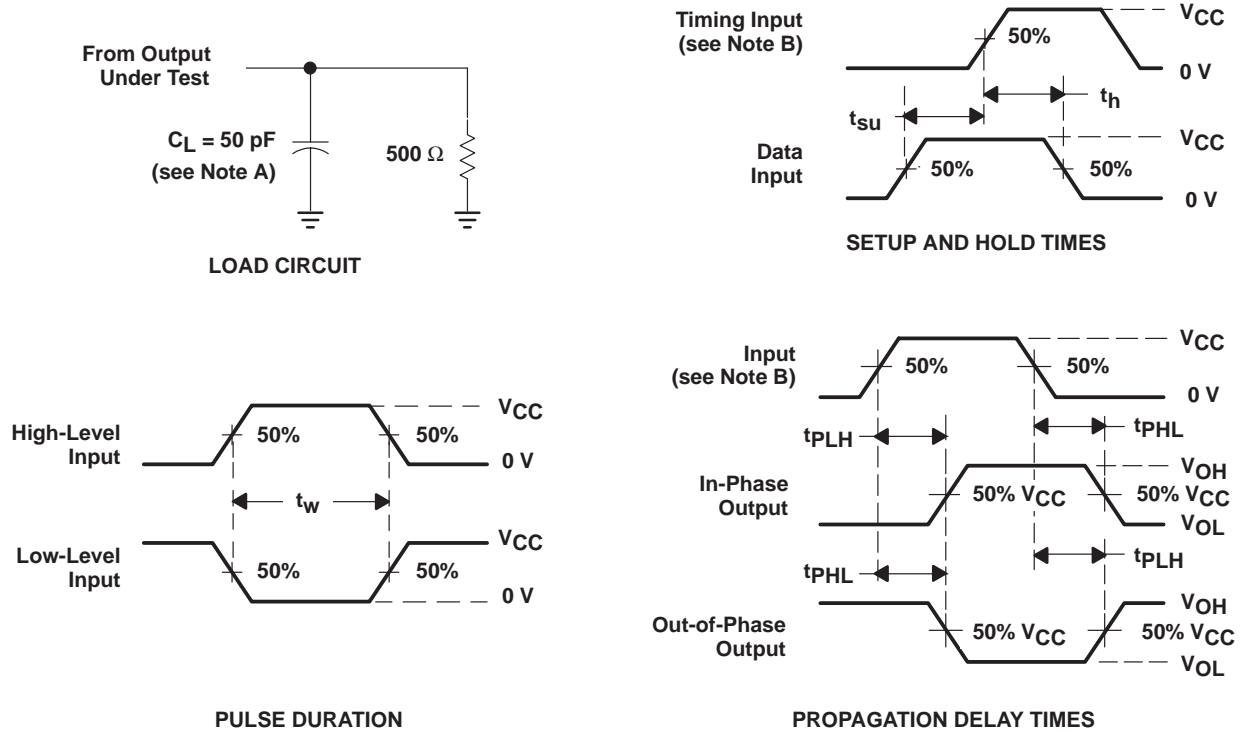 From Output
Under Test
CL = 50 pF
(see Note A)
500 Ω
LOAD CIRCUIT
Timing Input
(see Note B)
50%
VCC
0 V
tsu
th
Data
Input
50%
50%
VCC
0 V
SETUP AND HOLD TIMES
High-Level
Input
50%
50%
VCC
0 V
tw
Low-Level
Input
50%
50%
VCC
0 V
PULSE DURATION
Input
(see Note B)
50%
50%
VCC
0 V
tPLH
tPHL
In-Phase
Output
50% VCC
VOH
50% VCC
VOL
tPHL
tPLH
Out-of-Phase
Output
50% VCC
VOH
50% VCC
VOL
PROPAGATION DELAY TIMES